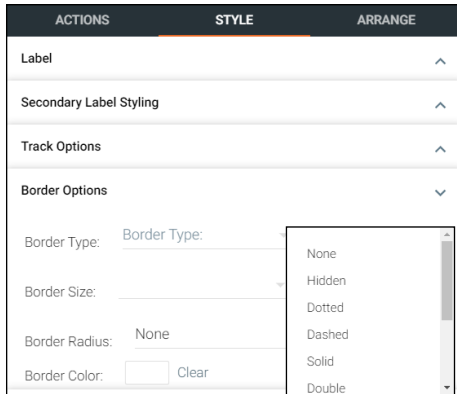 ACTIONS STYLE ARRANGE
Label
Secondary Label Styling
Track Options
Border Options
Border Type: Border Type:
None
Hidden
Border Size:
Dotted
Border Radius: None
Dashed
Solid
Border Color: Clear
Double